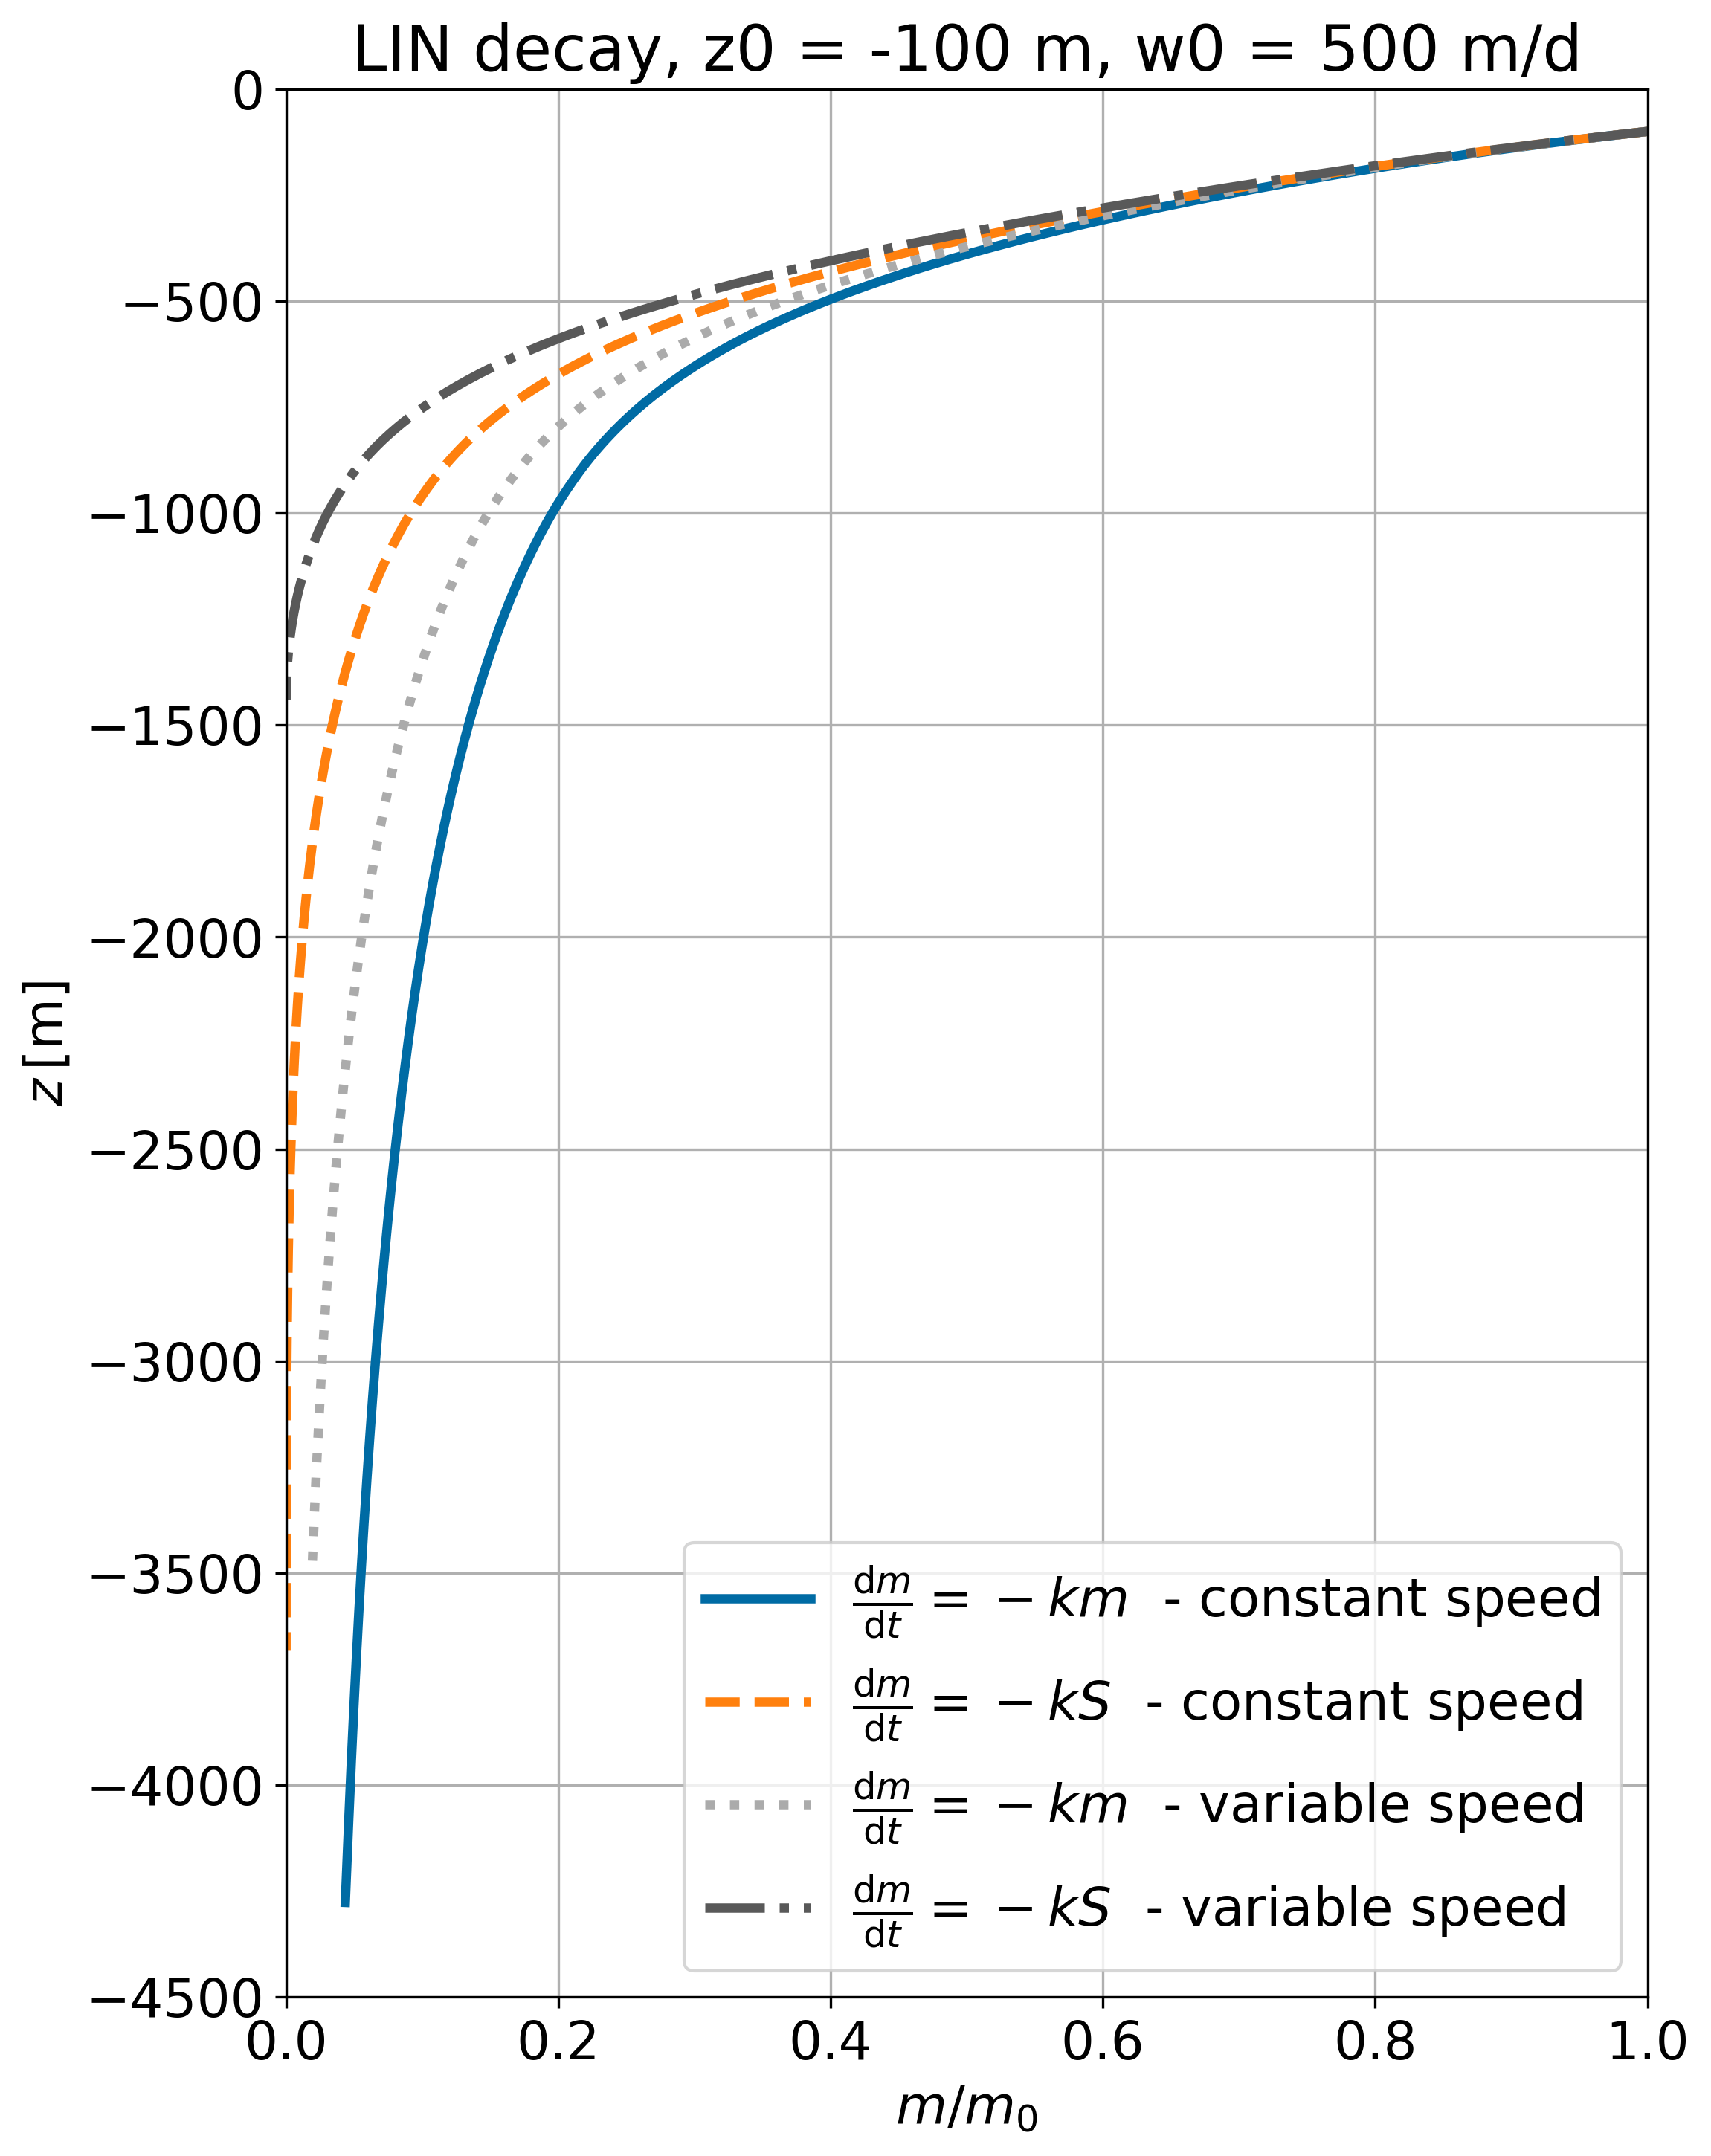 LIN decay, z0 = -100 m, w0 = 500 m/d
0
−500
−1000
−1500
−2000
−2500
−3000
−3500
−4000
−4500
z [m]
dm/dt = −km - constant speed
dm/dt = −kS - constant speed
dm/dt = −km - variable speed
dm/dt = −kS - variable speed
0.0 0.2 0.4 0.6 0.8 1.0
m/m₀